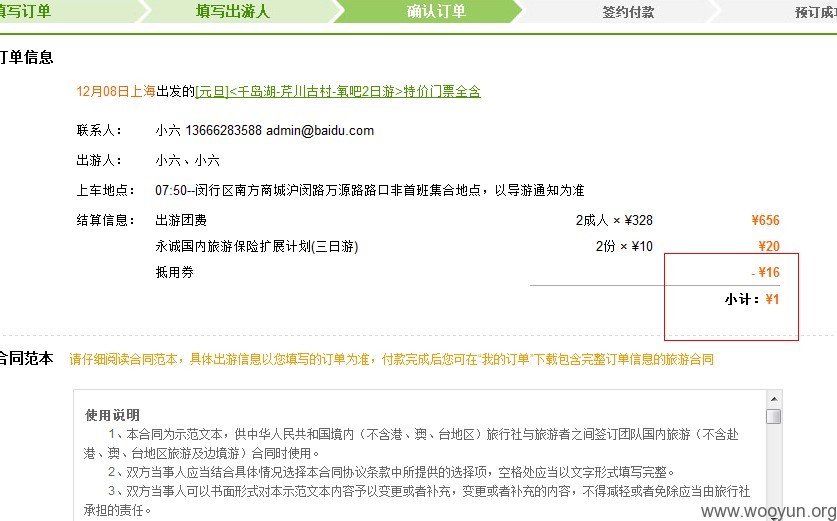 填写订单 填写出游人 确认订单 签约付款 预订成功
订单信息
12月08日上海出发的[元旦]<千岛湖-芹川古村-氧吧2日游>特价门票全含
联系人： 小六 13666283588 admin@baidu.com
出游人： 小六、小六
上车地点： 07:50--闵行区南方商城沪闵路万源路路口非首班集合地点，以导游通知为准
结算信息： 出游团费 2成人 × ¥328 ¥656
永诚国内旅游保险扩展计划(三日游) 2份 × ¥10 ¥20
抵用券 - ¥16
小计：¥1
合同范本 请仔细阅读合同范本，具体出游信息以您填写的订单为准，付款完成后您可在“我的订单”下载包含完整订单信息的旅游合同
使用说明
1、本合同为示范文本，供中华人民共和国境内（不含港、澳、台地区）旅行社与旅游者之间签订团队国内旅游（不含赴
港、澳、台地区旅游及边境游）合同时使用。
2、双方当事人应当结合具体情况选择本合同协议条款中所提供的选择项，空格处应当以文字形式填写完整。
3、双方当事人可以书面形式对本示范文本内容予以变更或者补充，变更或者补充的内容，不得减轻或者免除应当由旅行社
承担的责任。
www.wooyun.org